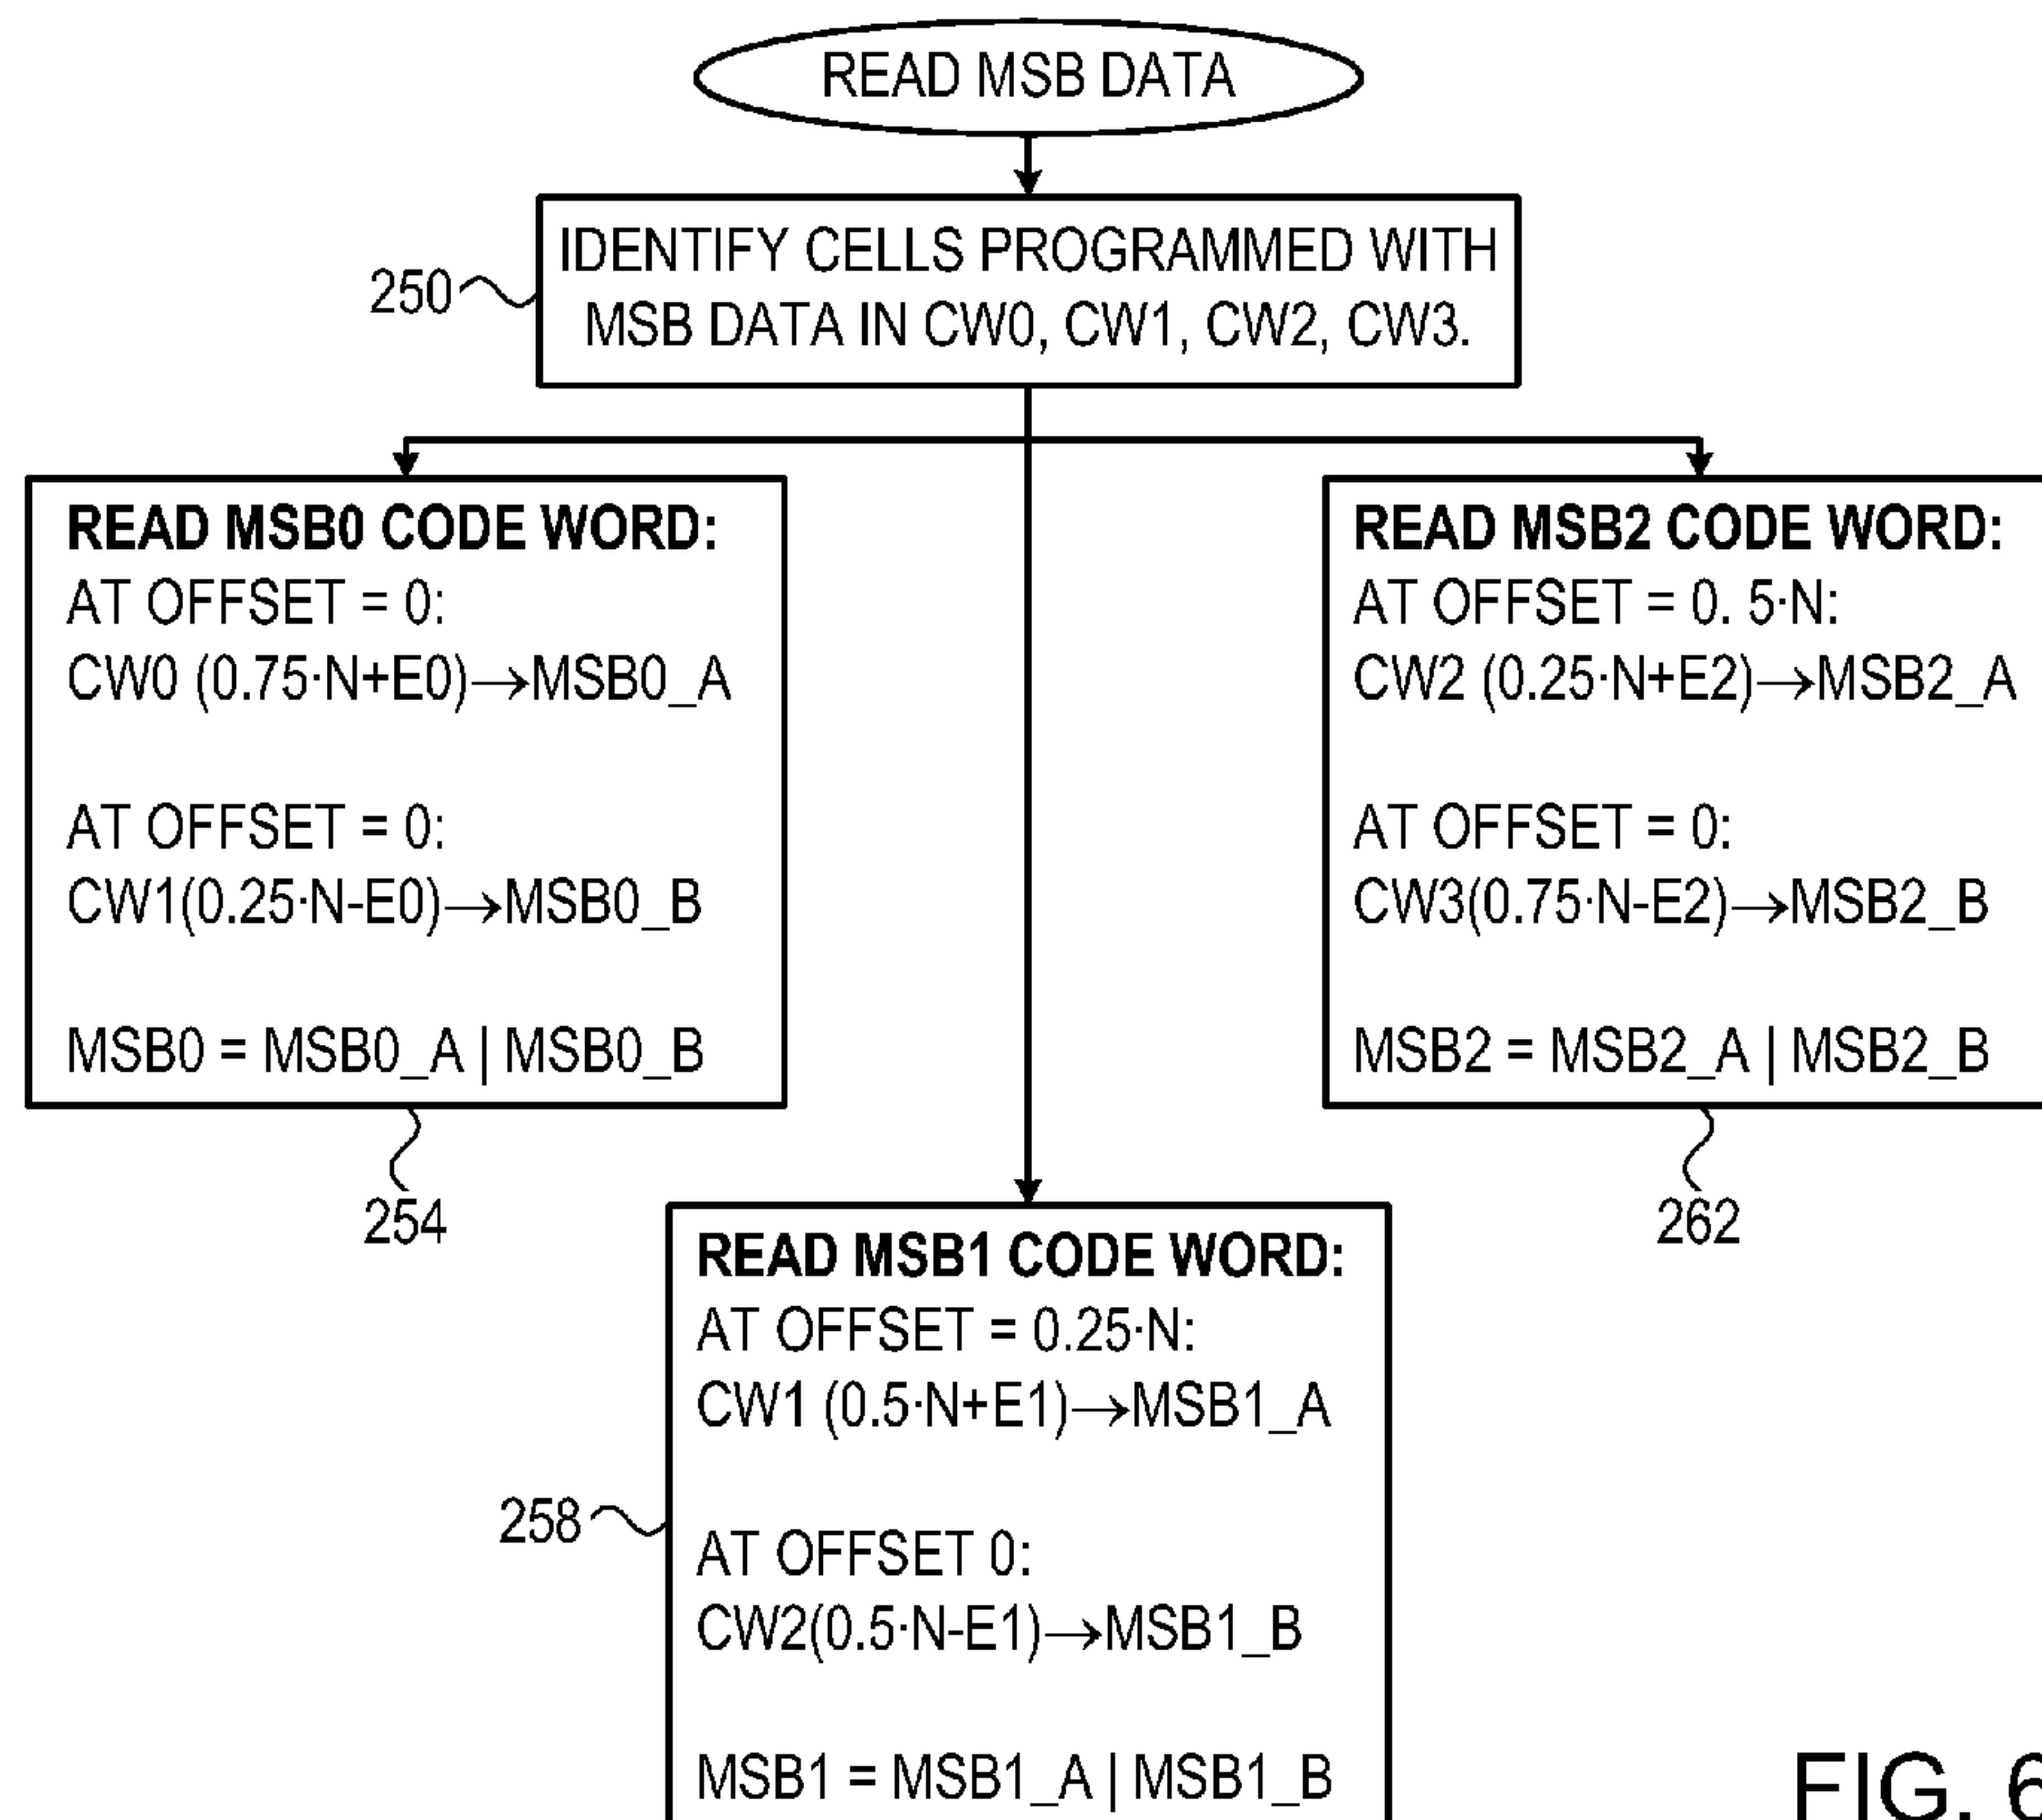 READ MSB DATA
250
IDENTIFY CELLS PROGRAMMED WITH
MSB DATA IN CW0, CW1, CW2, CW3.
READ MSB0 CODE WORD:
AT OFFSET = 0:
CW0 (0.75·N+E0)→MSB0_A
AT OFFSET = 0:
CW1(0.25·N-E0)→MSB0_B
MSB0 = MSB0_A | MSB0_B
254
READ MSB2 CODE WORD:
AT OFFSET = 0. 5·N:
CW2 (0.25·N+E2)→MSB2_A
AT OFFSET = 0:
CW3(0.75·N-E2)→MSB2_B
MSB2 = MSB2_A | MSB2_B
262
READ MSB1 CODE WORD:
AT OFFSET = 0.25·N:
CW1 (0.5·N+E1)→MSB1_A
258
AT OFFSET 0:
CW2(0.5·N-E1)→MSB1_B
MSB1 = MSB1_A | MSB1_B
FIG. 6